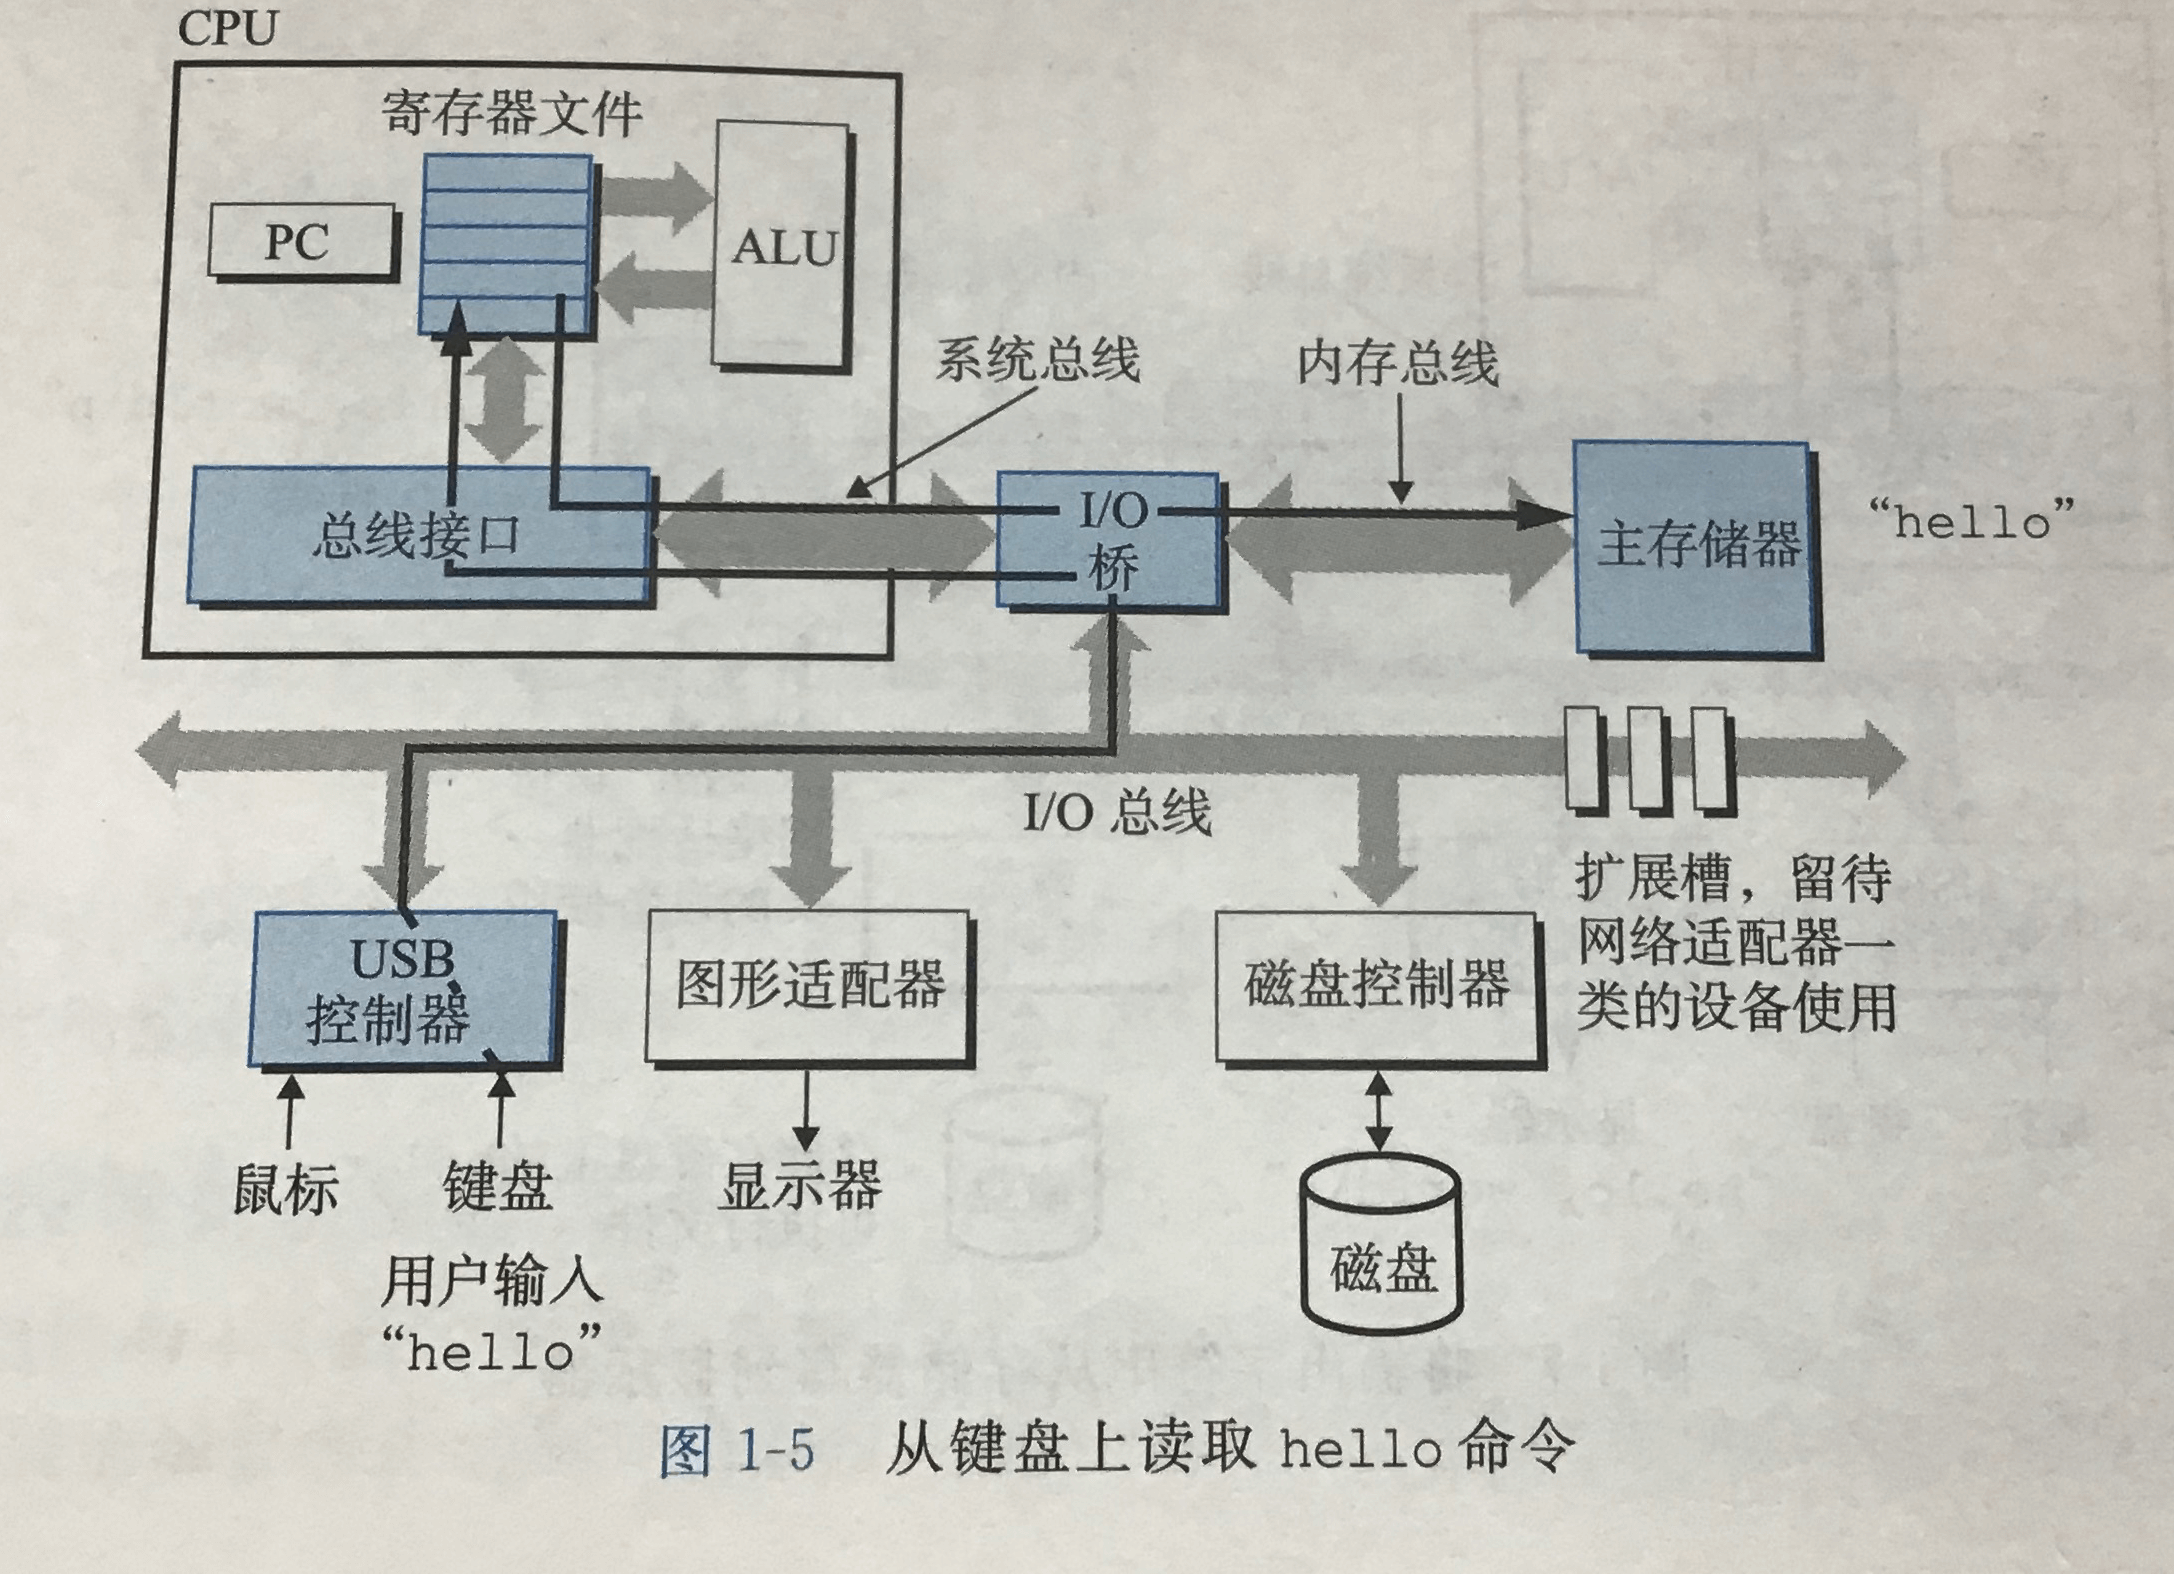 CPU
寄存器文件
PC
ALU
系统总线
内存总线
总线接口
I/O
桥
主存储器
“hello”
I/O 总线
扩展槽，留待
网络适配器一
类的设备使用
USB
控制器
图形适配器
磁盘控制器
鼠标
键盘
显示器
磁盘
用户输入
“hello”
图 1-5 从键盘上读取 hello 命令